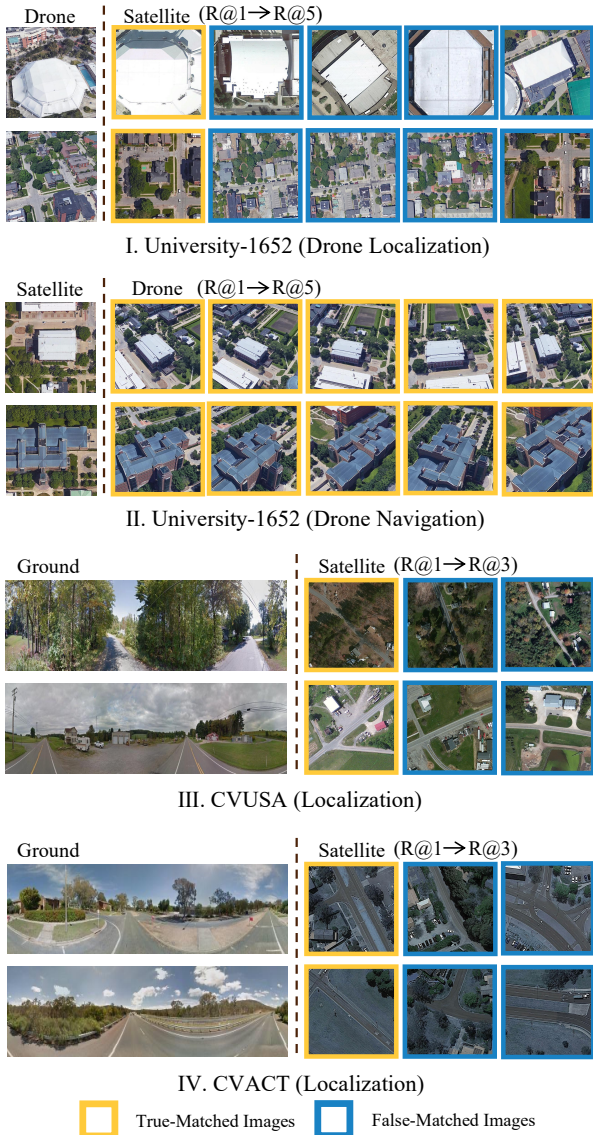 Drone Satellite (R@1→R@5)
I. University-1652 (Drone Localization)
Satellite Drone (R@1→R@5)
II. University-1652 (Drone Navigation)
Ground Satellite (R@1→R@3)
III. CVUSA (Localization)
Ground Satellite (R@1→R@3)
IV. CVACT (Localization)
True-Matched Images False-Matched Images